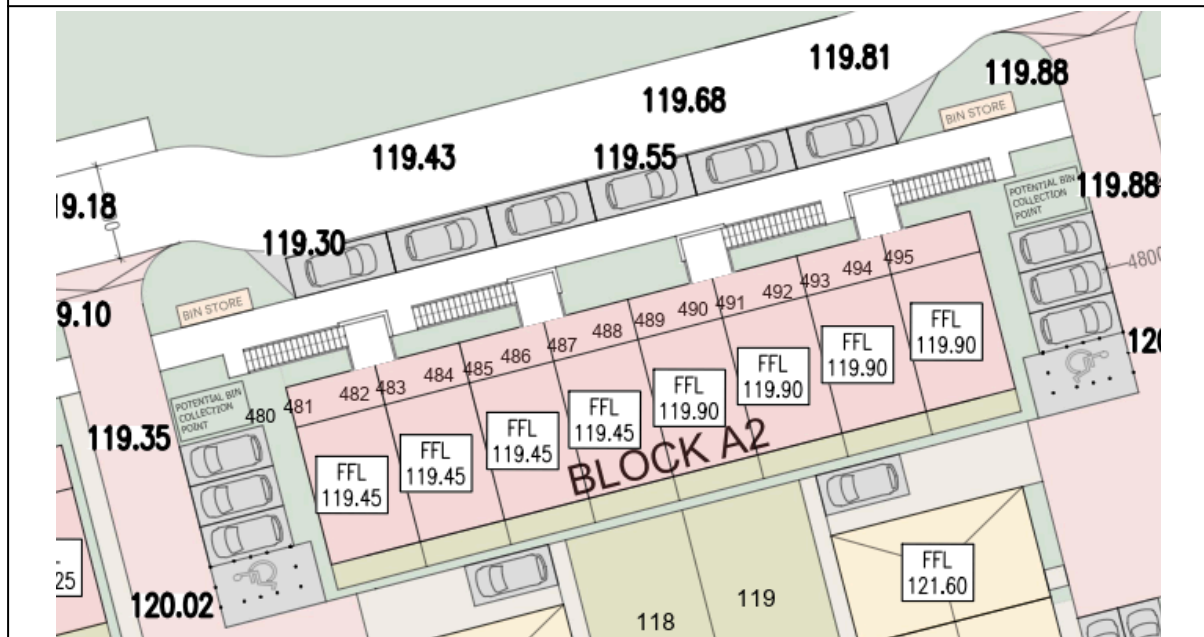 119.81
119.88
119.68
BIN STORE
119.43
119.55
POTENTIAL BIN
COLLECTION
POINT
119.88
9.18
119.30
4800
9.10
BIN STORE
480 481 482 483 484 485 486 487 488 489 490 491 492 493 494 495
FFL
119.90
FFL
119.90
FFL
119.90
FFL
119.90
FFL
119.45
FFL
119.45
FFL
119.45
FFL
119.45
POTENTIAL BIN
COLLECTION
POINT
119.35
BLOCK A2
120.02
25
118
119
FFL
121.60